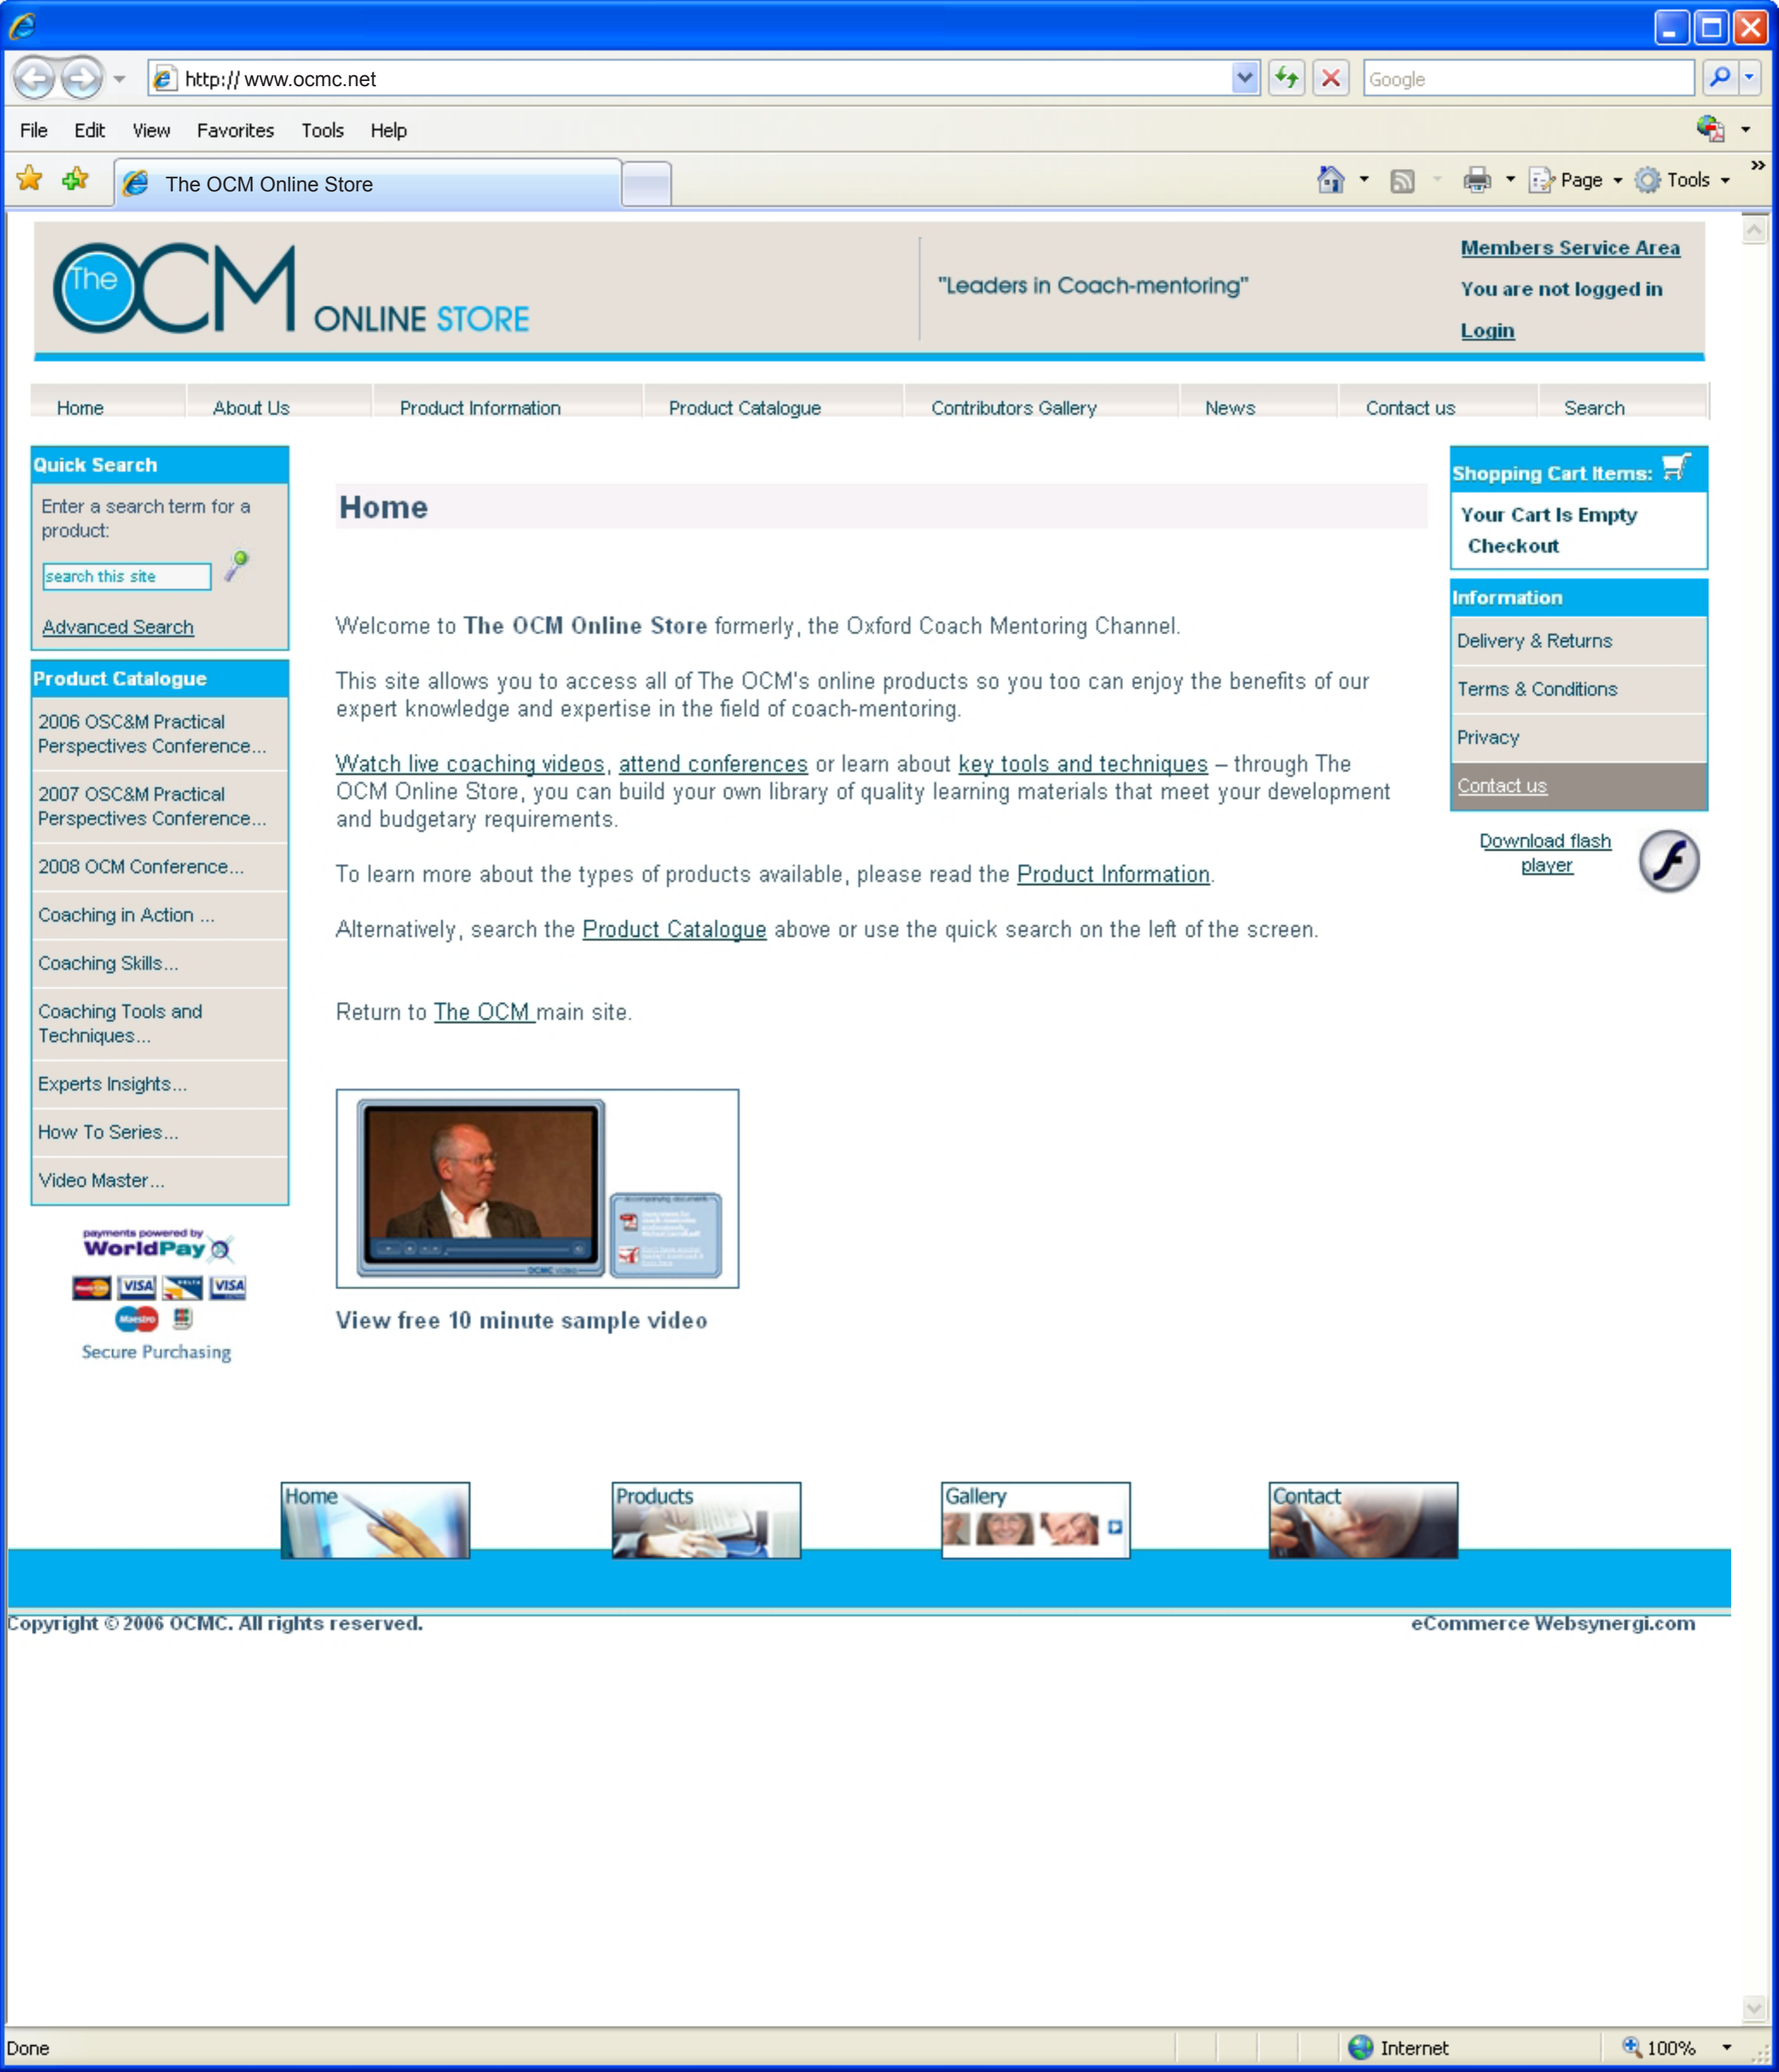 http:// www.ocmc.net
Google
File Edit View Favorites Tools Help
The OCM Online Store
Page Tools
The OCM ONLINE STORE
"Leaders in Coach-mentoring"
Members Service Area
You are not logged in
Login
Home About Us Product Information Product Catalogue Contributors Gallery News Contact us Search
Quick Search
Enter a search term for a
product:
search this site
Advanced Search
Product Catalogue
2006 OSC&M Practical
Perspectives Conference...
2007 OSC&M Practical
Perspectives Conference...
2008 OCM Conference...
Coaching in Action ...
Coaching Skills...
Coaching Tools and
Techniques...
Experts Insights...
How To Series...
Video Master...
payments powered by
WorldPay
MasterCard VISA DELTA VISA
Maestro JCB
Secure Purchasing
Home
Welcome to The OCM Online Store formerly, the Oxford Coach Mentoring Channel.
This site allows you to access all of The OCM's online products so you too can enjoy the benefits of our
expert knowledge and expertise in the field of coach-mentoring.
Watch live coaching videos, attend conferences or learn about key tools and techniques – through The
OCM Online Store, you can build your own library of quality learning materials that meet your development
and budgetary requirements.
To learn more about the types of products available, please read the Product Information.
Alternatively, search the Product Catalogue above or use the quick search on the left of the screen.
Return to The OCM main site.
accompanying documents
OCMC video
View free 10 minute sample video
Shopping Cart Items:
Your Cart Is Empty
Checkout
Information
Delivery & Returns
Terms & Conditions
Privacy
Contact us
Download flash
player
Home Products Gallery Contact
Copyright © 2006 OCMC. All rights reserved. eCommerce Websynergi.com
Done Internet 100%